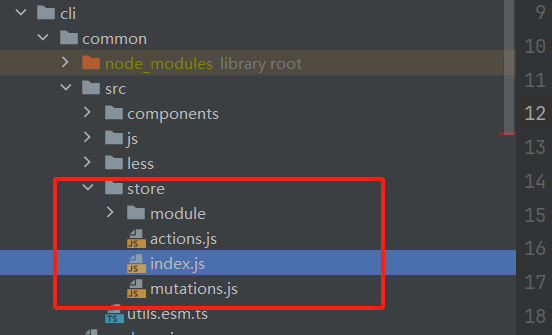 cli
common
node_modules library root
src
components
js
less
store
module
actions.js
index.js
mutations.js
utils.esm.ts
9
10
11
12
13
14
15
16
17
18